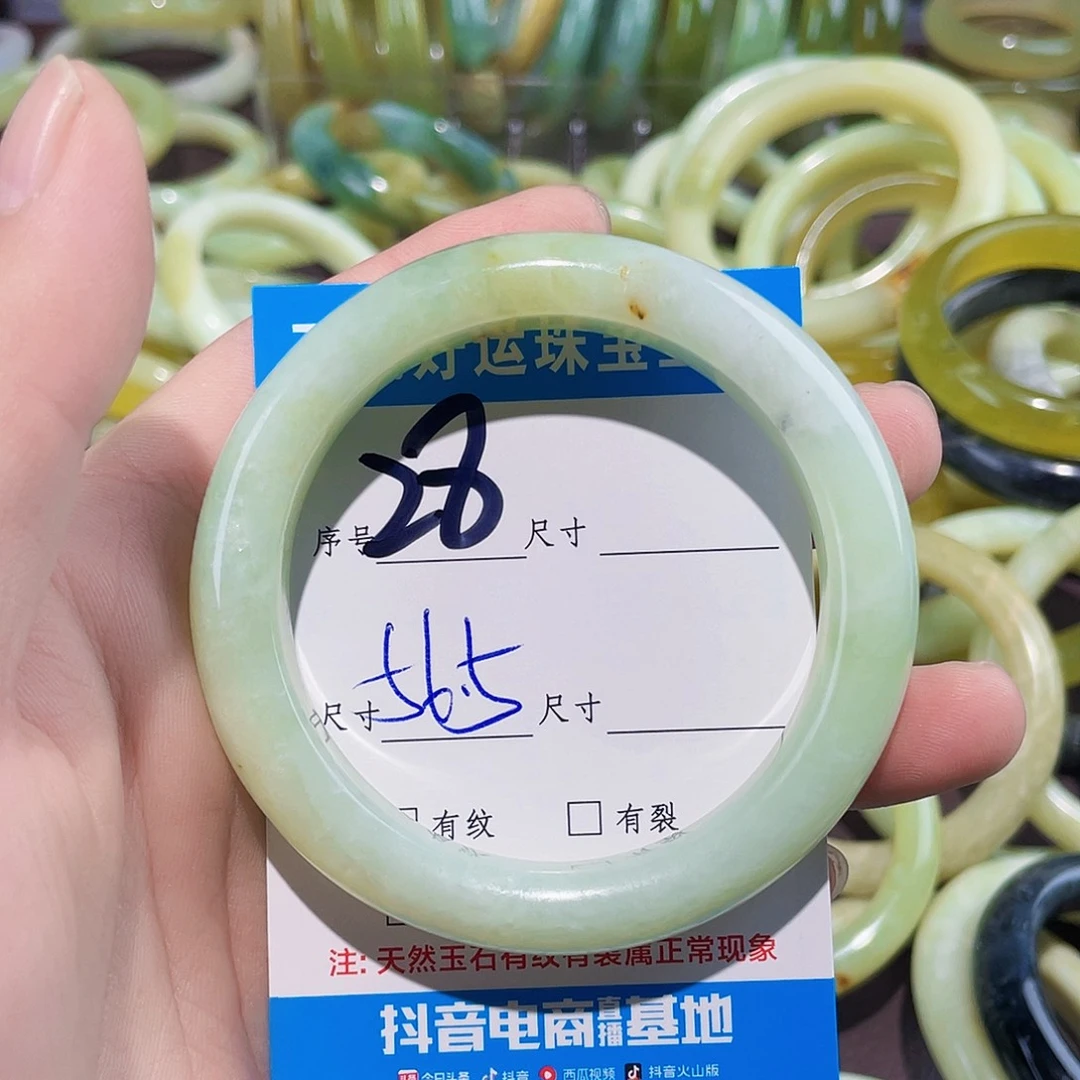 好运珠宝
序号 28 尺寸
尺寸 56.5 尺寸
有纹 有裂
注:天然玉石有纹有裂属正常现象
抖音电商直播基地
今日头条 抖音 西瓜视频 抖音火山版